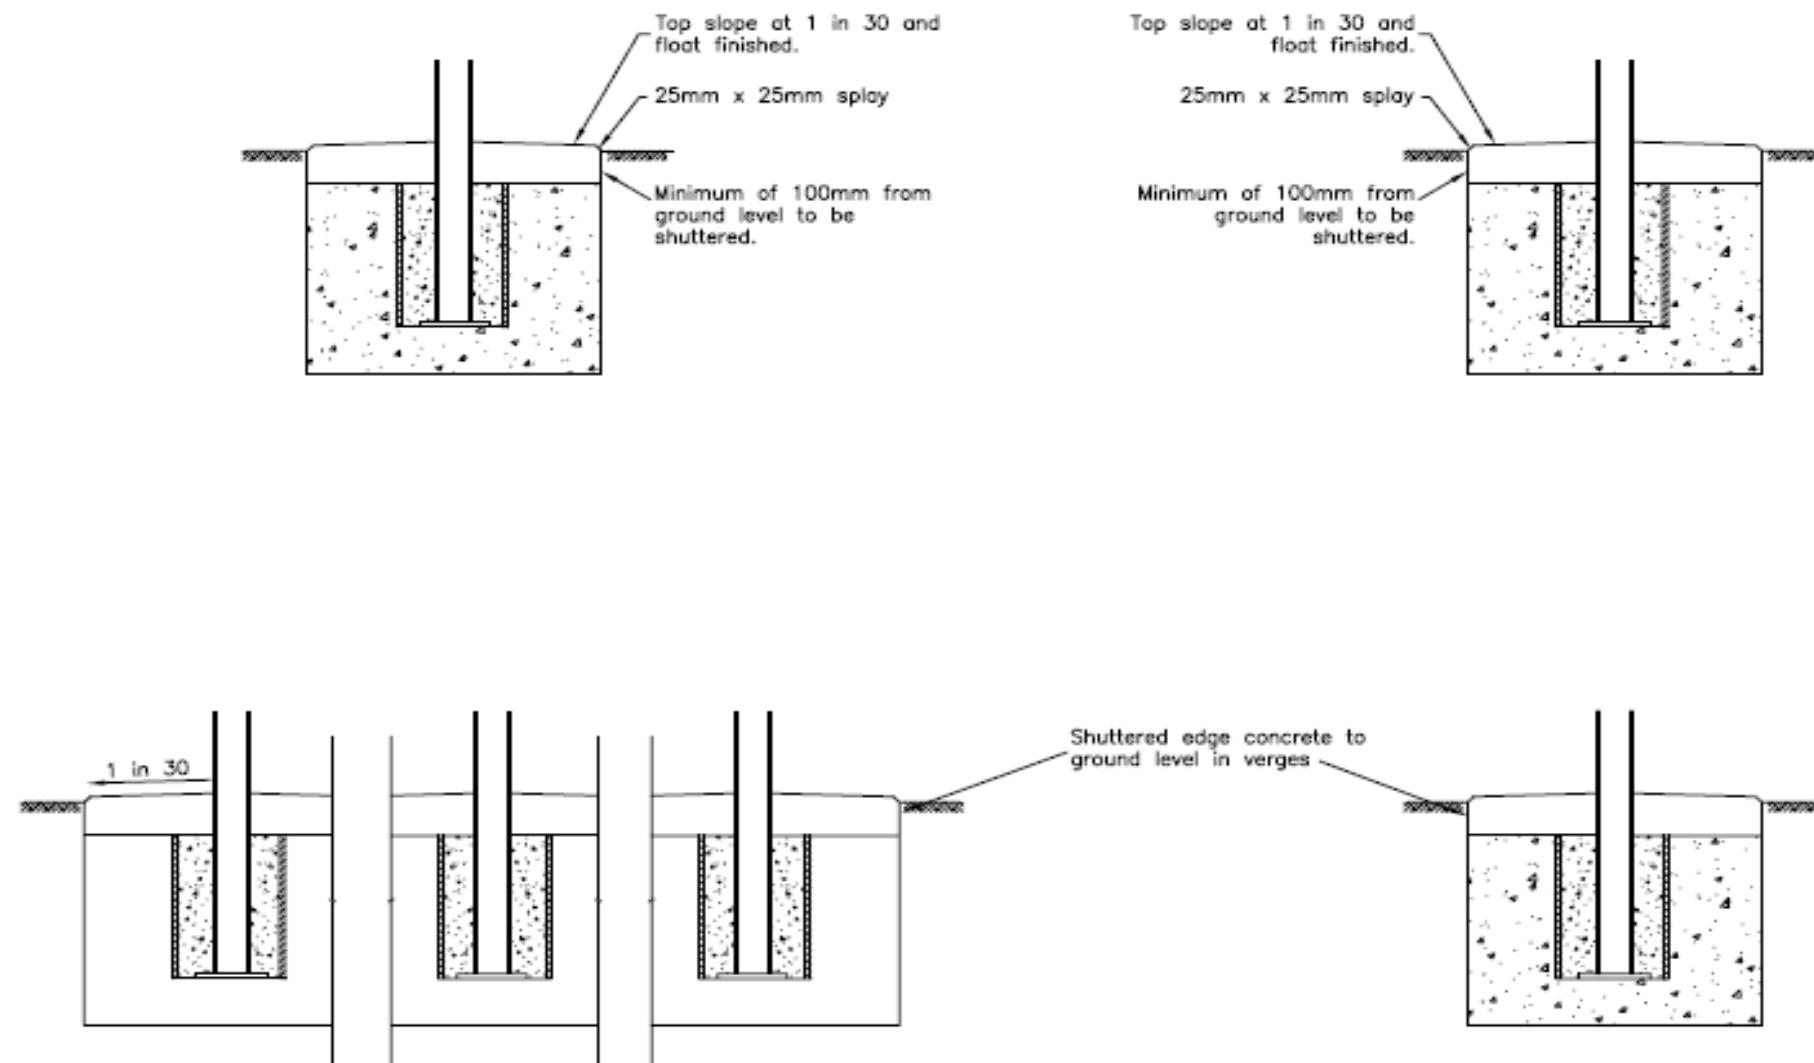 Top slope at 1 in 30 and
float finished.
25mm x 25mm splay
Minimum of 100mm from
ground level to be
shuttered.
Top slope at 1 in 30 and
float finished.
25mm x 25mm splay
Minimum of 100mm from
ground level to be
shuttered.
1 in 30
Shuttered edge concrete to
ground level in verges